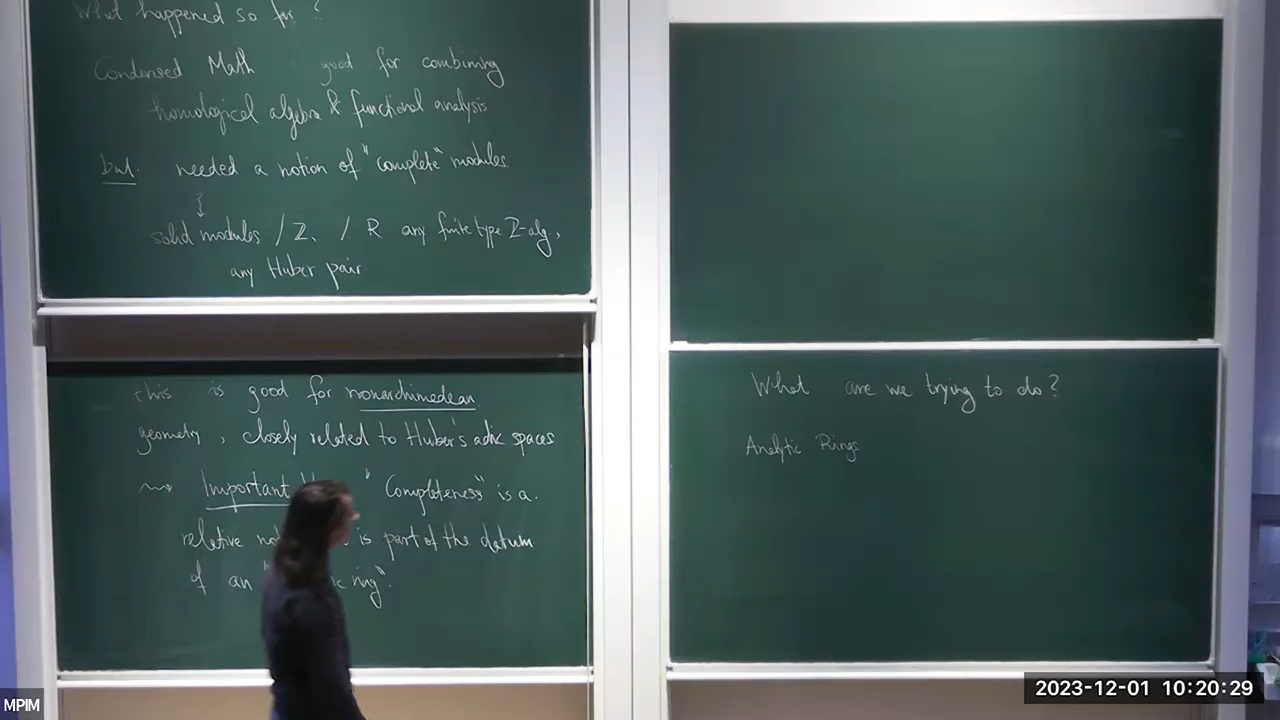 What happened so far ?
Condensed Math : good for combining
homological algebra & functional analysis
but: needed a notion of "complete" modules
solid modules / Z, / R any finite type Z-alg,
any Huber pair
this is good for nonarchimedean
geometry, closely related to Huber's adic spaces
Important "Completeness" is a
relative is part of the datum
of an ring".
What are we trying to do?
Analytic Rings
MPIM
2023-12-01 10:20:29